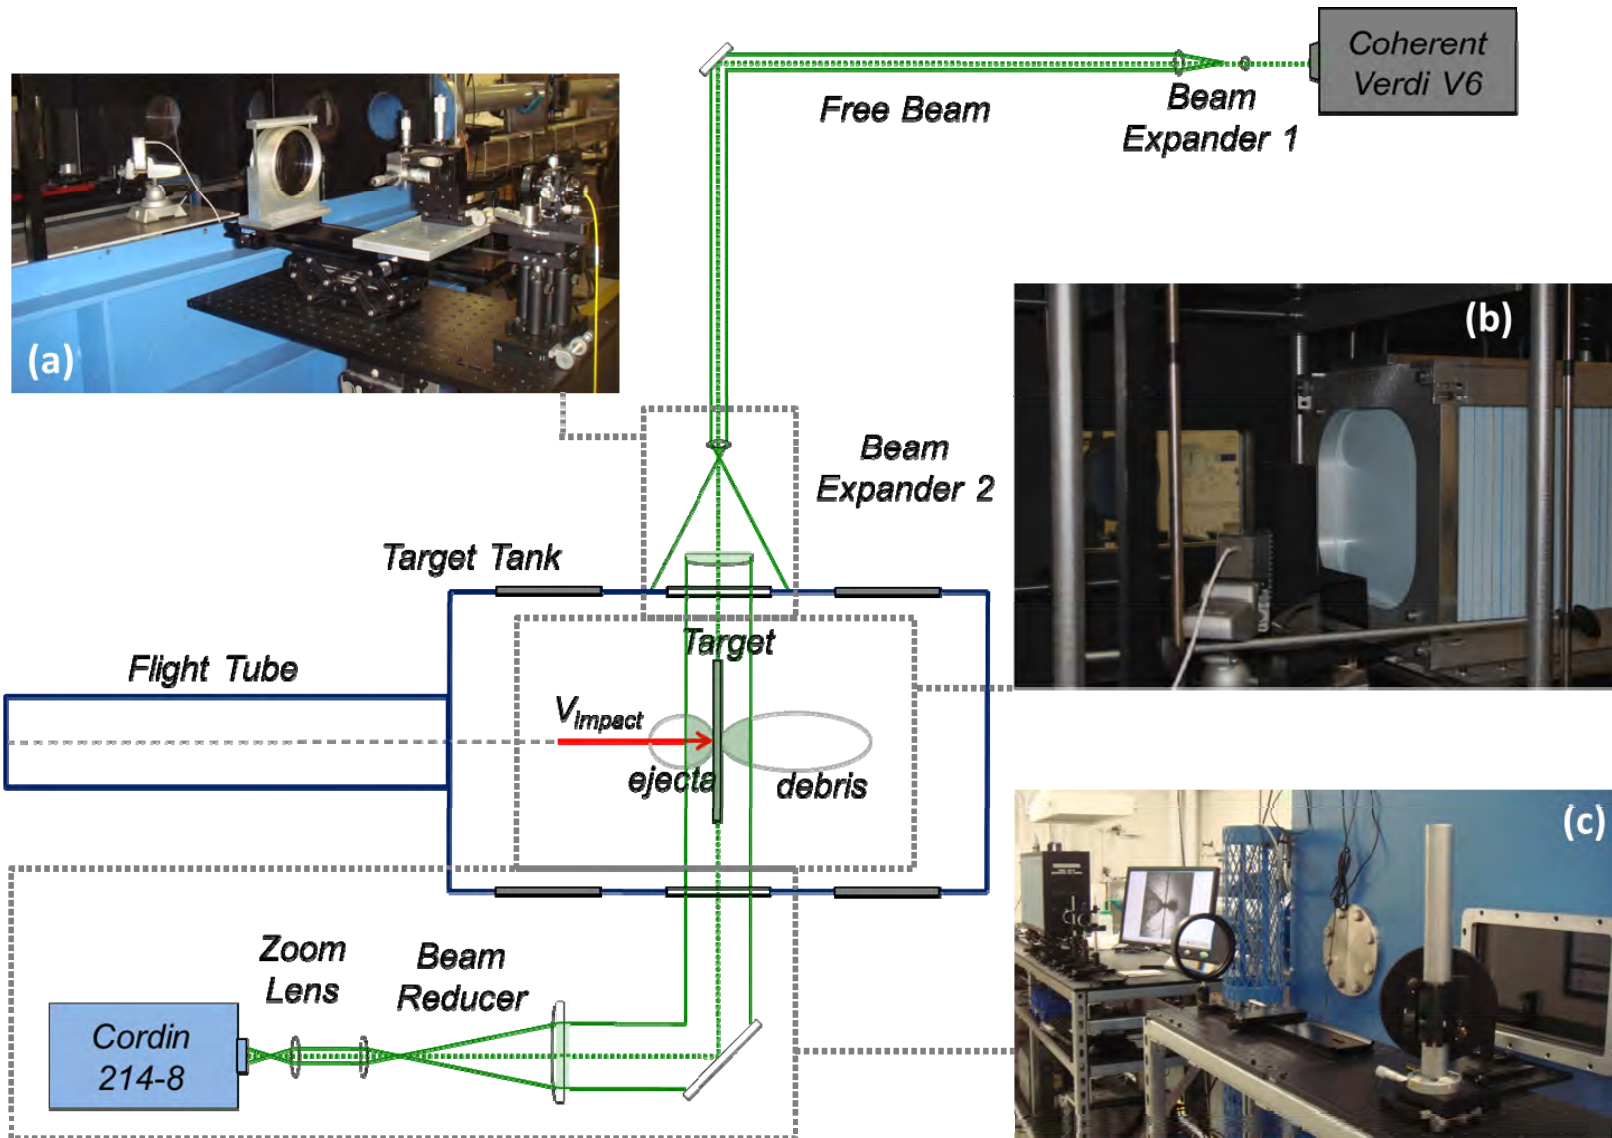 Coherent
Verdi V6
Free Beam
Beam
Expander 1
(a)
(b)
Beam
Expander 2
Target Tank
Target
Flight Tube
VImpact
ejecta
debris
(c)
Zoom
Lens
Beam
Reducer
Cordin
214-8